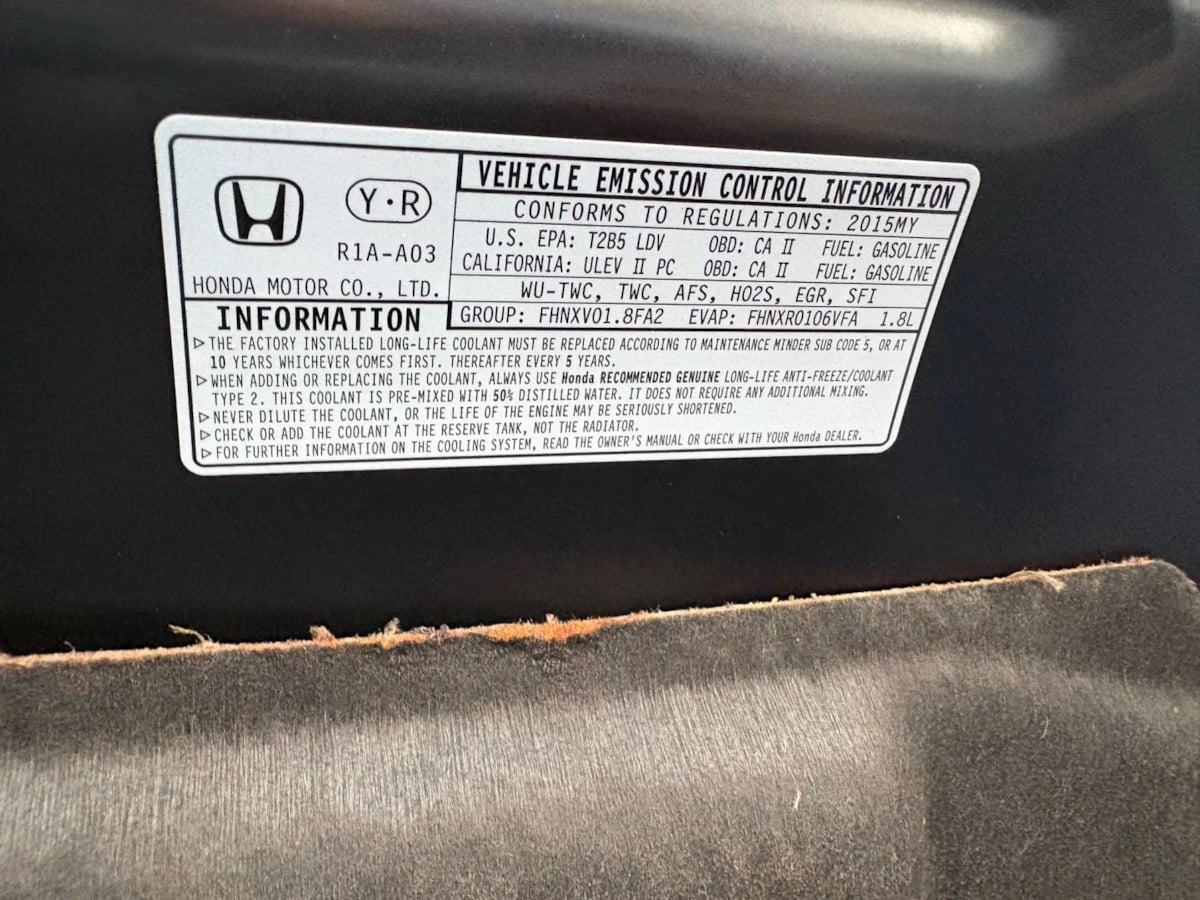 Y·R
R1A-A03
HONDA MOTOR CO., LTD.
VEHICLE EMISSION CONTROL INFORMATION
CONFORMS TO REGULATIONS: 2015MY
U.S. EPA: T2B5 LDV OBD: CA II FUEL: GASOLINE
CALIFORNIA: ULEV II PC OBD: CA II FUEL: GASOLINE
WU-TWC, TWC, AFS, HO2S, EGR, SFI
GROUP: FHNXV01.8FA2 EVAP: FHNXR0106VFA 1.8L
INFORMATION
▷THE FACTORY INSTALLED LONG-LIFE COOLANT MUST BE REPLACED ACCORDING TO MAINTENANCE MINDER SUB CODE 5, OR AT
10 YEARS WHICHEVER COMES FIRST. THEREAFTER EVERY 5 YEARS.
▷WHEN ADDING OR REPLACING THE COOLANT, ALWAYS USE Honda RECOMMENDED GENUINE LONG-LIFE ANTI-FREEZE/COOLANT
TYPE 2. THIS COOLANT IS PRE-MIXED WITH 50% DISTILLED WATER. IT DOES NOT REQUIRE ANY ADDITIONAL MIXING.
▷NEVER DILUTE THE COOLANT, OR THE LIFE OF THE ENGINE MAY BE SERIOUSLY SHORTENED.
▷CHECK OR ADD THE COOLANT AT THE RESERVE TANK, NOT THE RADIATOR.
▷FOR FURTHER INFORMATION ON THE COOLING SYSTEM, READ THE OWNER'S MANUAL OR CHECK WITH YOUR Honda DEALER.